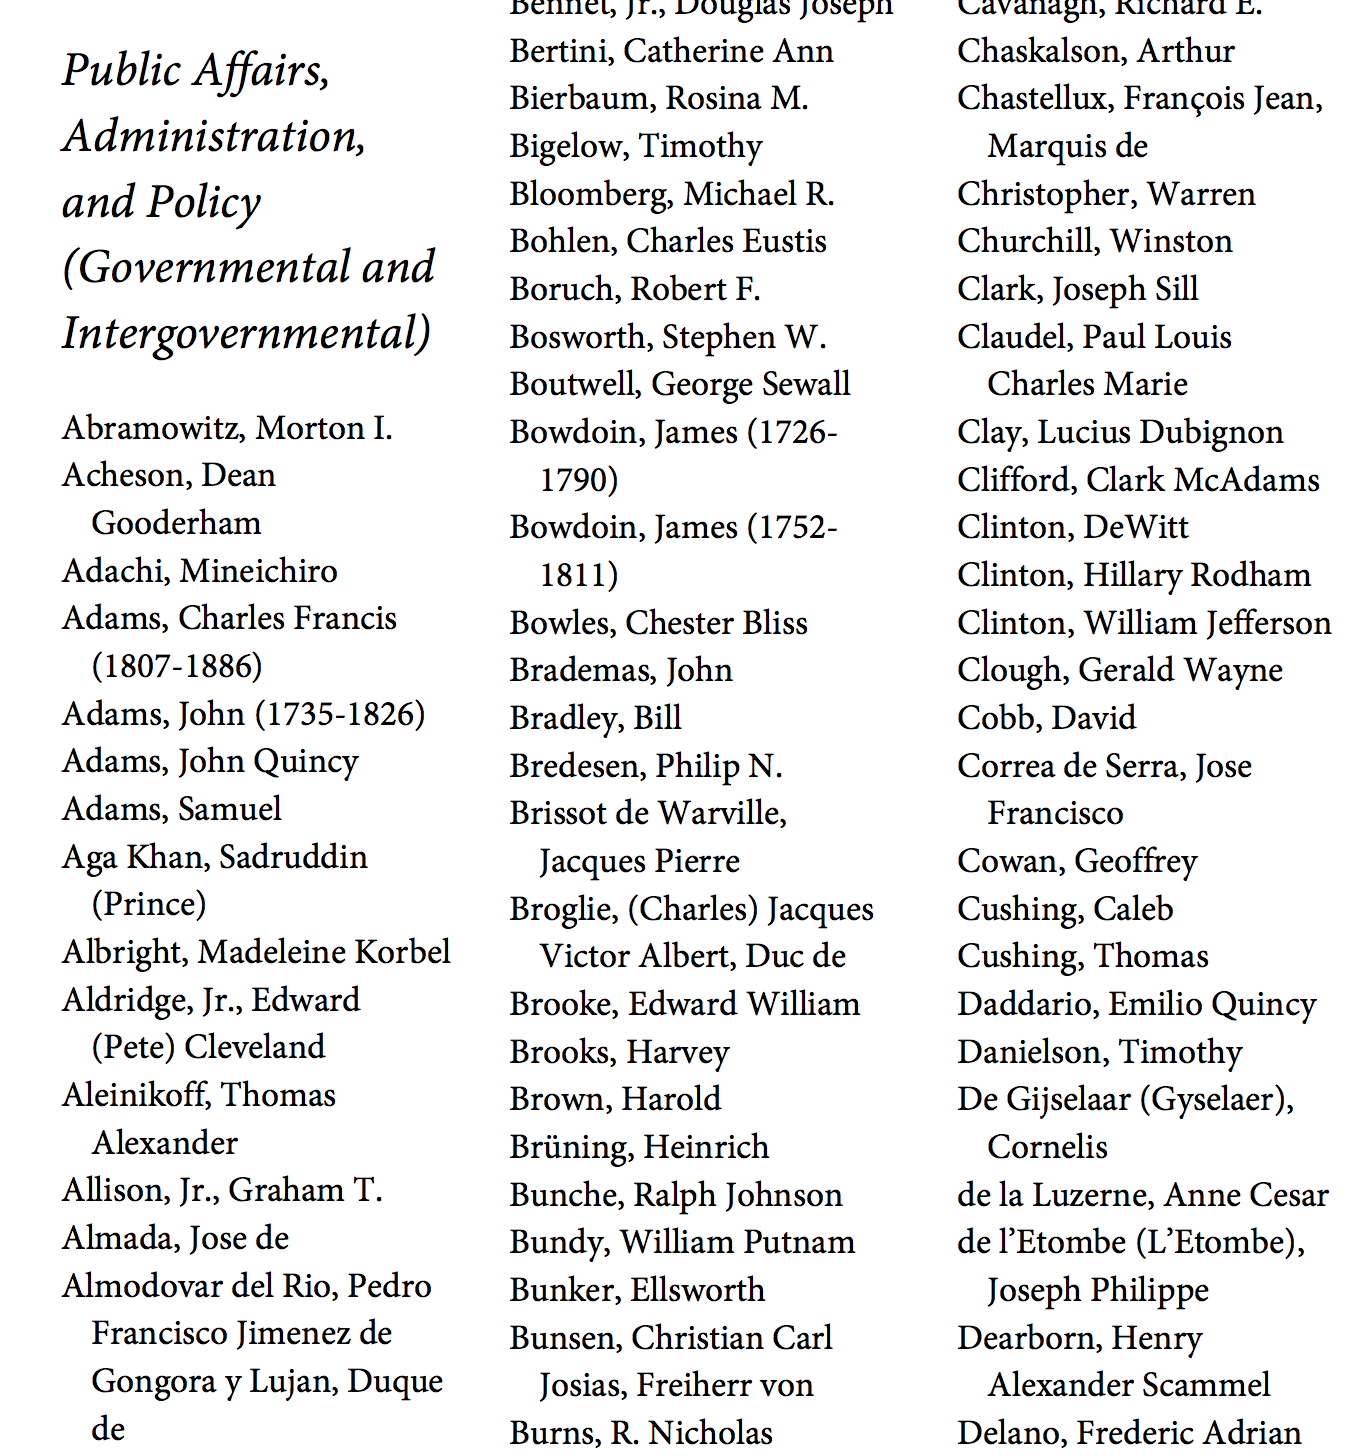 Public Affairs,
Administration,
and Policy
(Governmental and
Intergovernmental)
Abramowitz, Morton I.
Acheson, Dean
Gooderham
Adachi, Mineichiro
Adams, Charles Francis
(1807-1886)
Adams, John (1735-1826)
Adams, John Quincy
Adams, Samuel
Aga Khan, Sadruddin
(Prince)
Albright, Madeleine Korbel
Aldridge, Jr., Edward
(Pete) Cleveland
Aleinikoff, Thomas
Alexander
Allison, Jr., Graham T.
Almada, Jose de
Almodovar del Rio, Pedro
Francisco Jimenez de
Gongora y Lujan, Duque
de
Bennet, Jr., Douglas Joseph
Bertini, Catherine Ann
Bierbaum, Rosina M.
Bigelow, Timothy
Bloomberg, Michael R.
Bohlen, Charles Eustis
Boruch, Robert F.
Bosworth, Stephen W.
Boutwell, George Sewall
Bowdoin, James (1726-
1790)
Bowdoin, James (1752-
1811)
Bowles, Chester Bliss
Brademas, John
Bradley, Bill
Bredesen, Philip N.
Brissot de Warville,
Jacques Pierre
Broglie, (Charles) Jacques
Victor Albert, Duc de
Brooke, Edward William
Brooks, Harvey
Brown, Harold
Brüning, Heinrich
Bunche, Ralph Johnson
Bundy, William Putnam
Bunker, Ellsworth
Bunsen, Christian Carl
Josias, Freiherr von
Burns, R. Nicholas
Cavanagh, Richard E.
Chaskalson, Arthur
Chastellux, François Jean,
Marquis de
Christopher, Warren
Churchill, Winston
Clark, Joseph Sill
Claudel, Paul Louis
Charles Marie
Clay, Lucius Dubignon
Clifford, Clark McAdams
Clinton, DeWitt
Clinton, Hillary Rodham
Clinton, William Jefferson
Clough, Gerald Wayne
Cobb, David
Correa de Serra, Jose
Francisco
Cowan, Geoffrey
Cushing, Caleb
Cushing, Thomas
Daddario, Emilio Quincy
Danielson, Timothy
De Gijselaar (Gyselaer),
Cornelis
de la Luzerne, Anne Cesar
de l’Etombe (L’Etombe),
Joseph Philippe
Dearborn, Henry
Alexander Scammel
Delano, Frederic Adrian